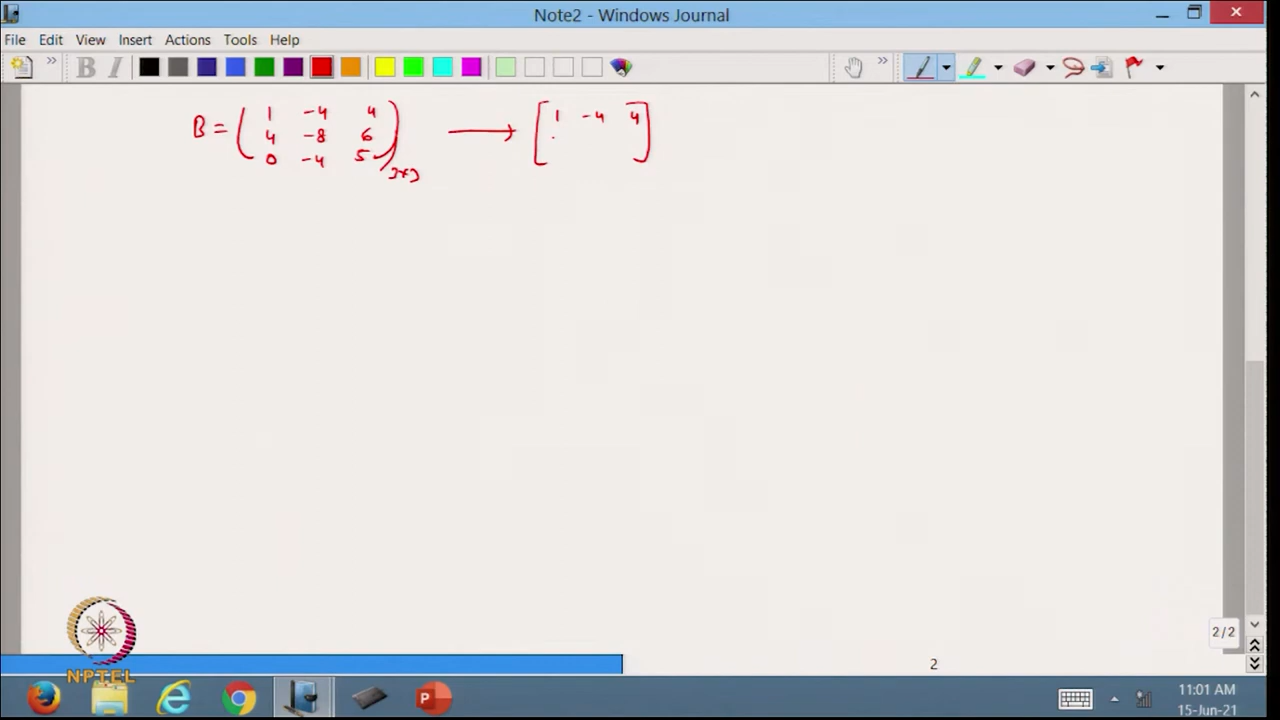 Note2 - Windows Journal
File Edit View Insert Actions Tools Help
B I
B = ( 1 -4 4 → [ 1 -4 4 ]
4 -8 6
0 -4 5 ) 3×3
2 / 2
2
NPTEL
11:01 AM
15-Jun-21